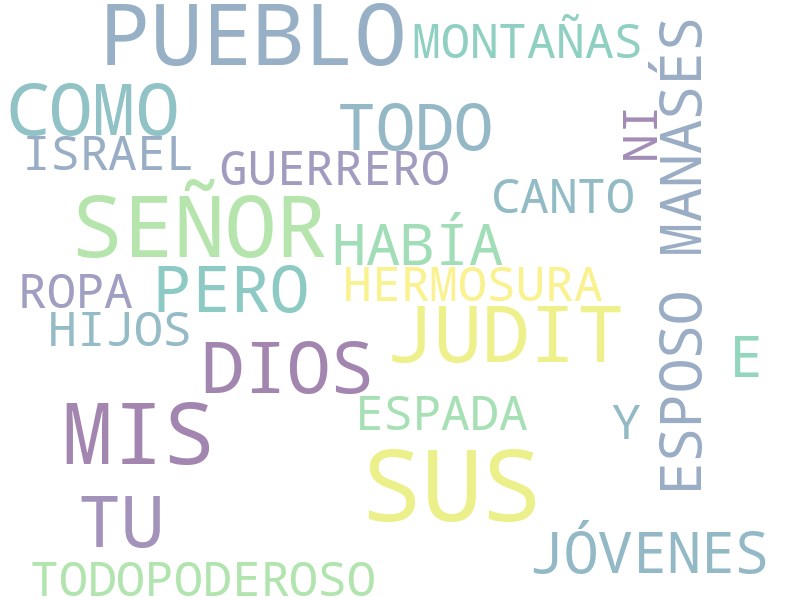 PUEBLO
MONTAÑAS
COMO
TODO
NI
ISRAEL
GUERRERO
CANTO
SEÑOR
HABÍA
ESPOSO MANASÉS
ROPA
PERO
HERMOSURA
HIJOS
JUDIT
DIOS
E
MIS
ESPADA
Y
SUS
TU
JÓVENES
TODOPODEROSO